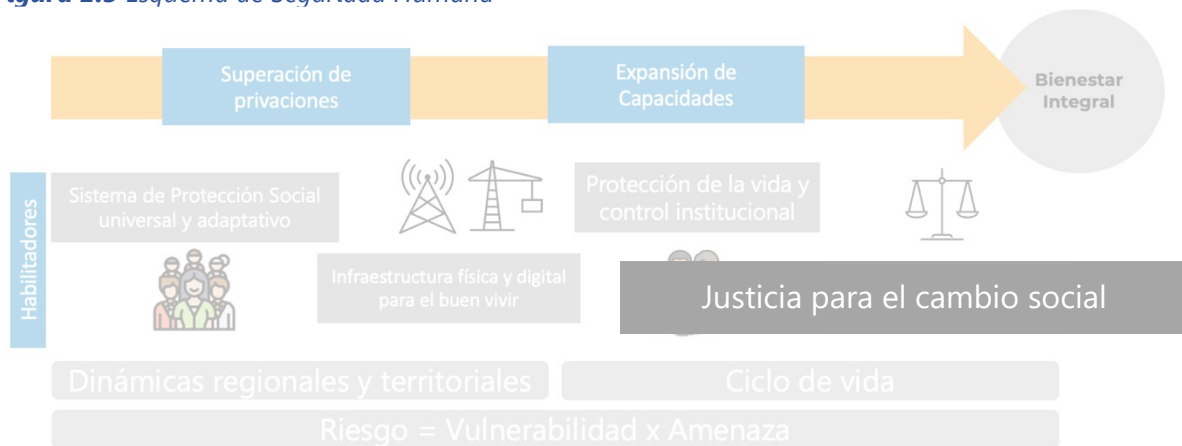 igura 2.3 Esquema de Seguridad Humana
Superación de
privaciones
Expansión de
Capacidades
Bienestar
Integral
Habilitadores
Sistema de Protección Social
universal y adaptativo
Protección de la vida y
control institucional
Infraestructura física y digital
para el buen vivir
Justicia para el cambio social
Dinámicas regionales y territoriales
Ciclo de vida
Riesgo = Vulnerabilidad x Amenaza